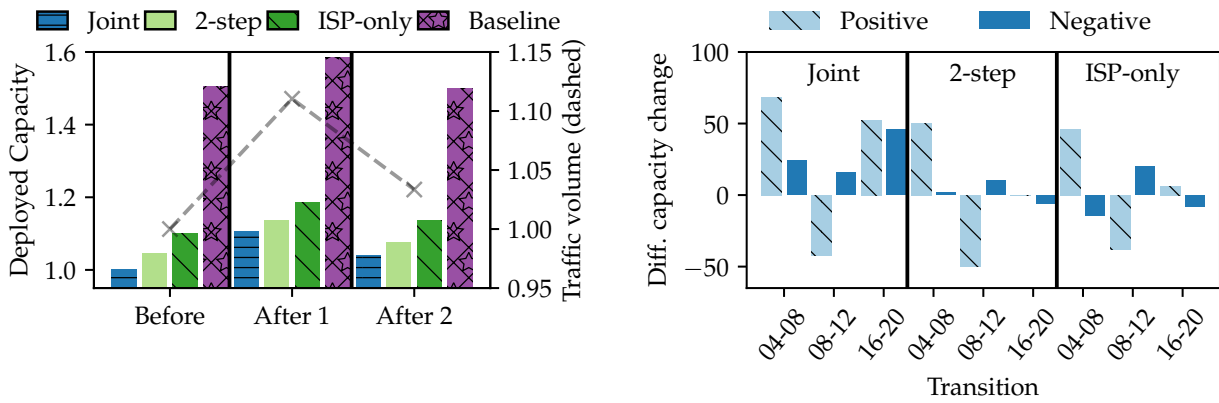 Joint 2-step ISP-only Baseline
Deployed Capacity
1.6
1.4
1.2
1.0
1.15
1.10
1.05
1.00
0.95
Traffic volume (dashed)
Before After 1 After 2
Positive Negative
Diff. capacity change
100
50
0
−50
Joint 2-step ISP-only
04-08 08-12 16-20 04-08 08-12 16-20 04-08 08-12 16-20
Transition